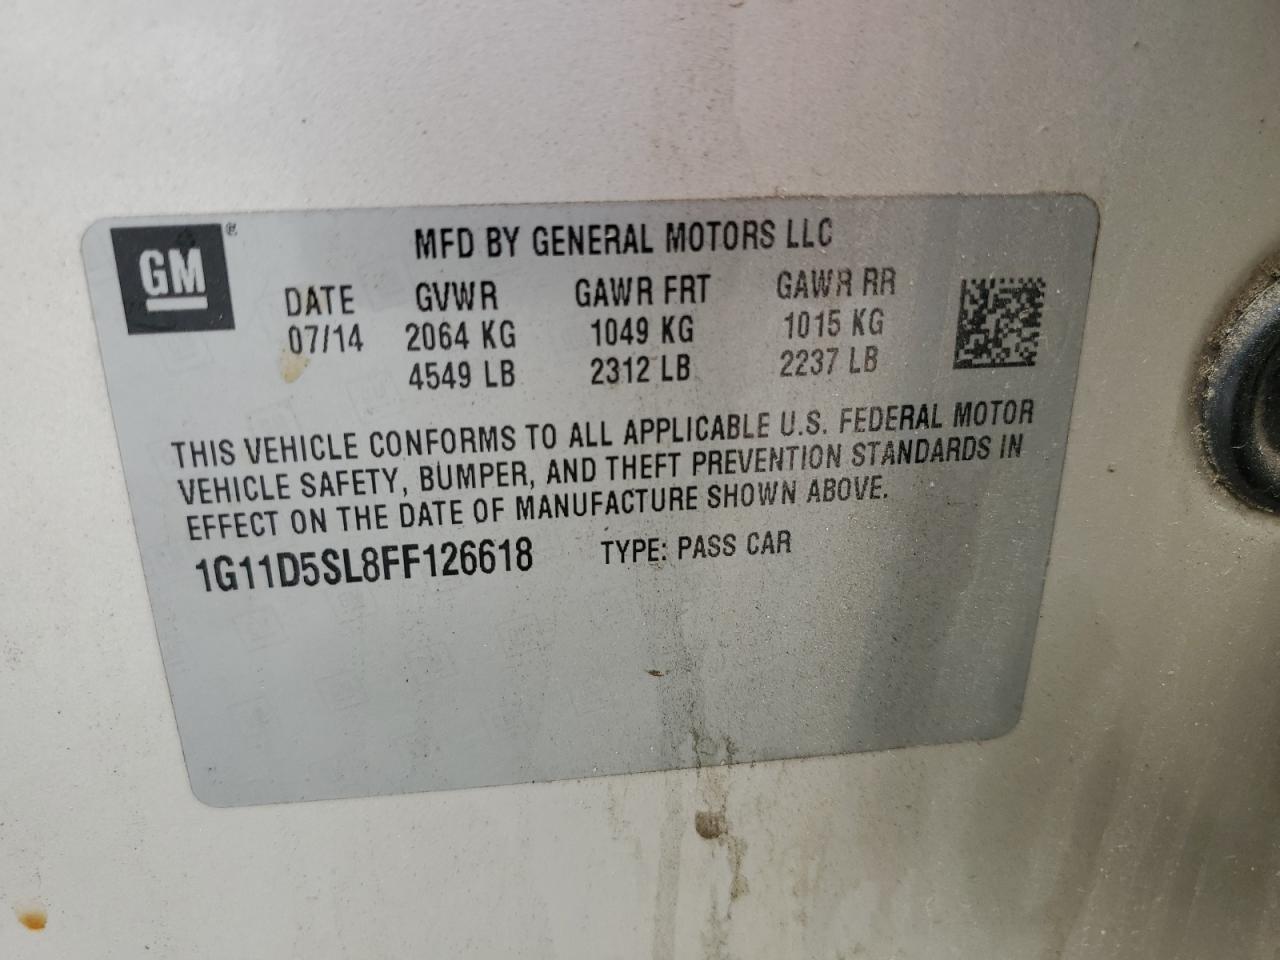 GM®
MFD BY GENERAL MOTORS LLC
DATE GVWR GAWR FRT GAWR RR
07/14 2064 KG 1049 KG 1015 KG
4549 LB 2312 LB 2237 LB
THIS VEHICLE CONFORMS TO ALL APPLICABLE U.S. FEDERAL MOTOR
VEHICLE SAFETY, BUMPER, AND THEFT PREVENTION STANDARDS IN
EFFECT ON THE DATE OF MANUFACTURE SHOWN ABOVE.
1G11D5SL8FF126618 TYPE: PASS CAR